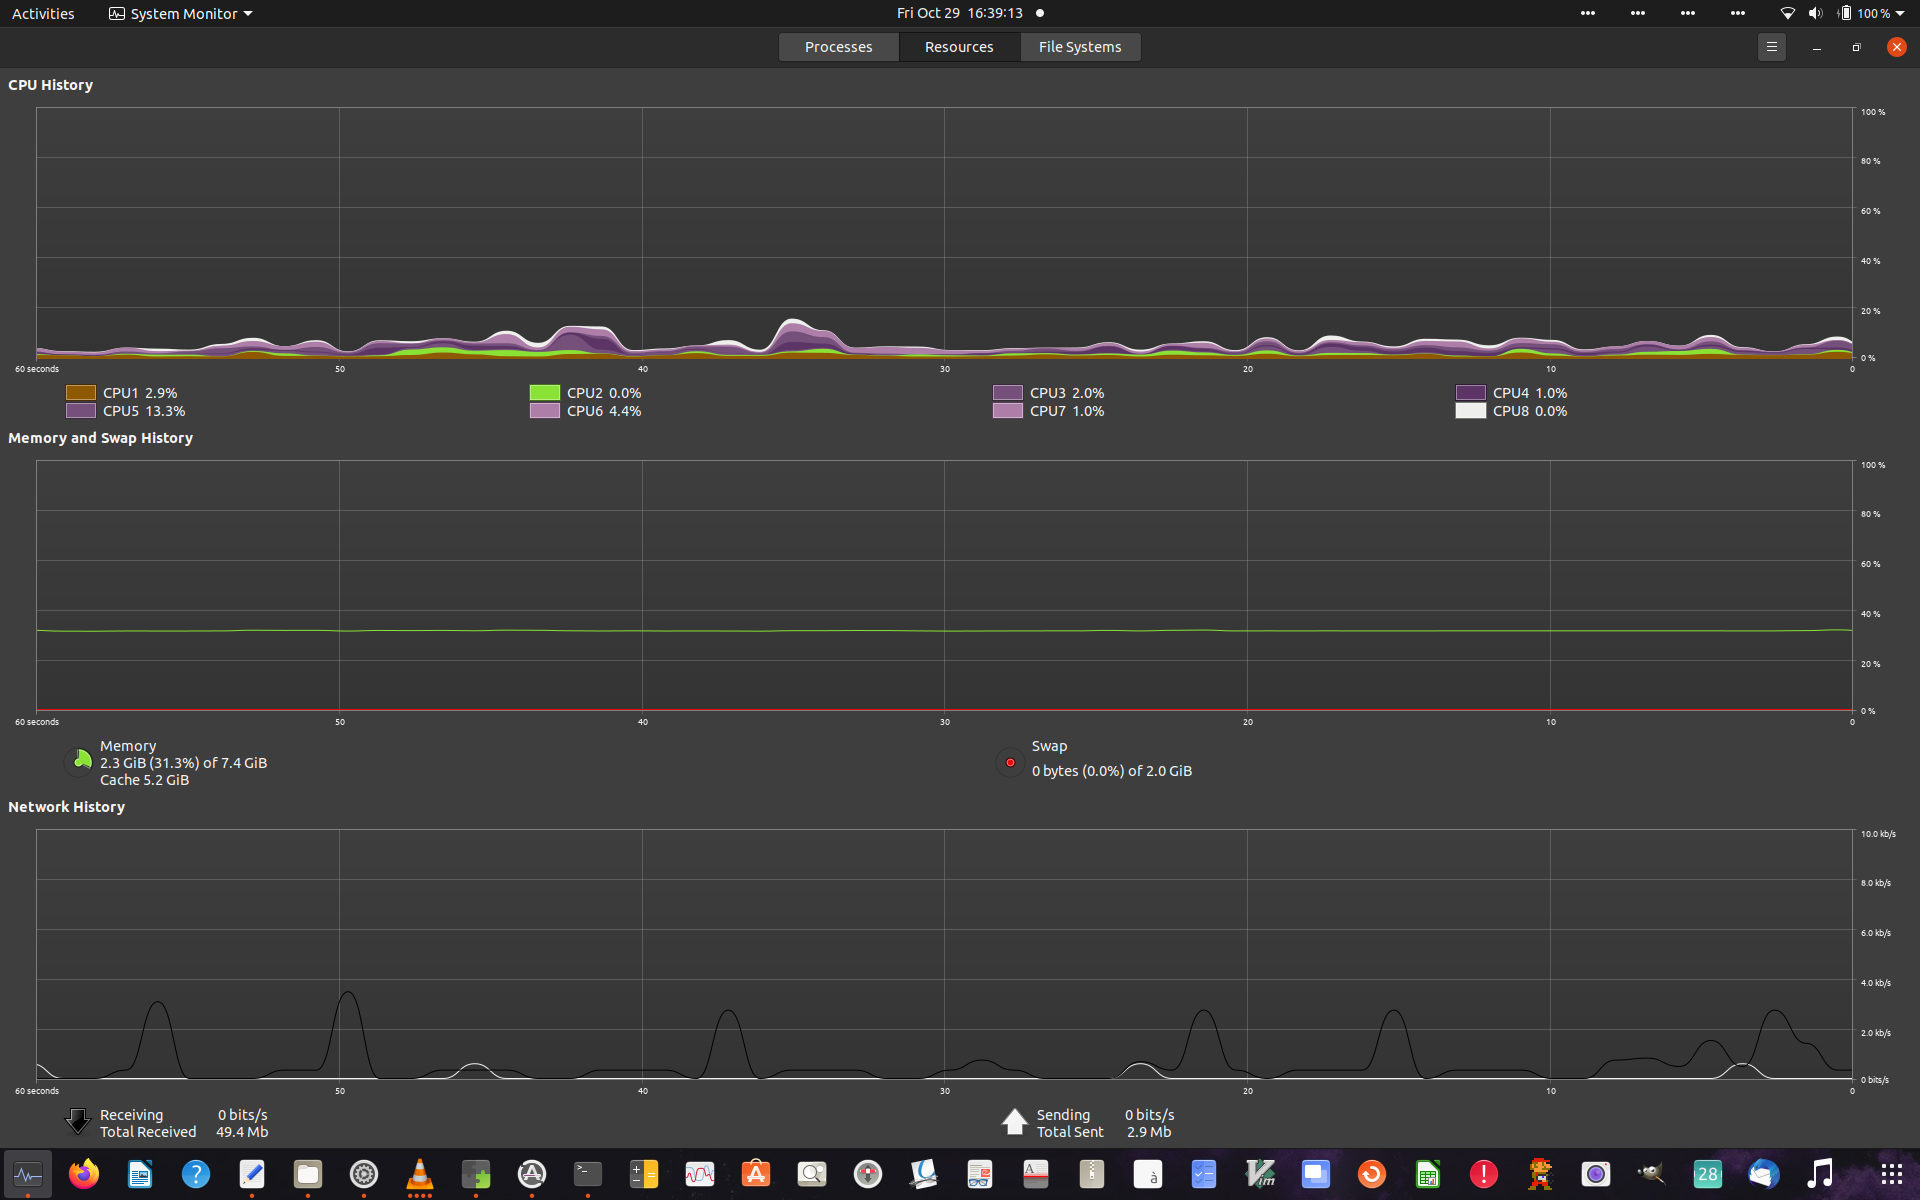 Activities System Monitor Fri Oct 29 16:39:13 100 %
Processes Resources File Systems
CPU History
100 %
80 %
60 %
40 %
20 %
0 %
60 seconds 50 40 30 20 10 0
CPU1 2.9% CPU2 0.0% CPU3 2.0% CPU4 1.0%
CPU5 13.3% CPU6 4.4% CPU7 1.0% CPU8 0.0%
Memory and Swap History
100 %
80 %
60 %
40 %
20 %
0 %
60 seconds 50 40 30 20 10 0
Memory
2.3 GiB (31.3%) of 7.4 GiB
Cache 5.2 GiB
Swap
0 bytes (0.0%) of 2.0 GiB
Network History
10.0 kb/s
8.0 kb/s
6.0 kb/s
4.0 kb/s
2.0 kb/s
0 bits/s
60 seconds 50 40 30 20 10 0
Receiving 0 bits/s
Total Received 49.4 Mb
Sending 0 bits/s
Total Sent 2.9 Mb
28